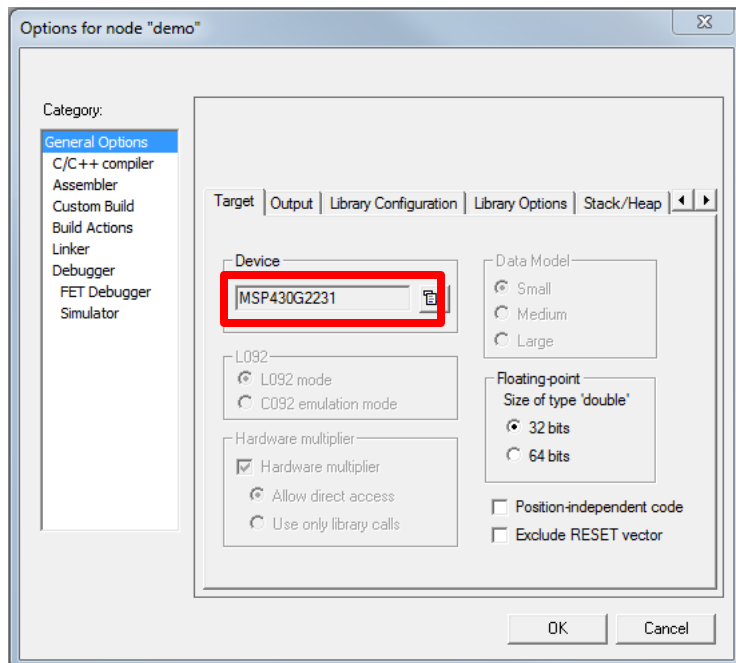 Options for node "demo"
Category:
General Options
C/C++ compiler
Assembler
Custom Build
Build Actions
Linker
Debugger
FET Debugger
Simulator
Target
Output
Library Configuration
Library Options
Stack/Heap
Device
MSP430G2231
L092
L092 mode
C092 emulation mode
Hardware multiplier
Hardware multiplier
Allow direct access
Use only library calls
Data Model
Small
Medium
Large
Floating-point
Size of type 'double'
32 bits
64 bits
Position-independent code
Exclude RESET vector
OK
Cancel